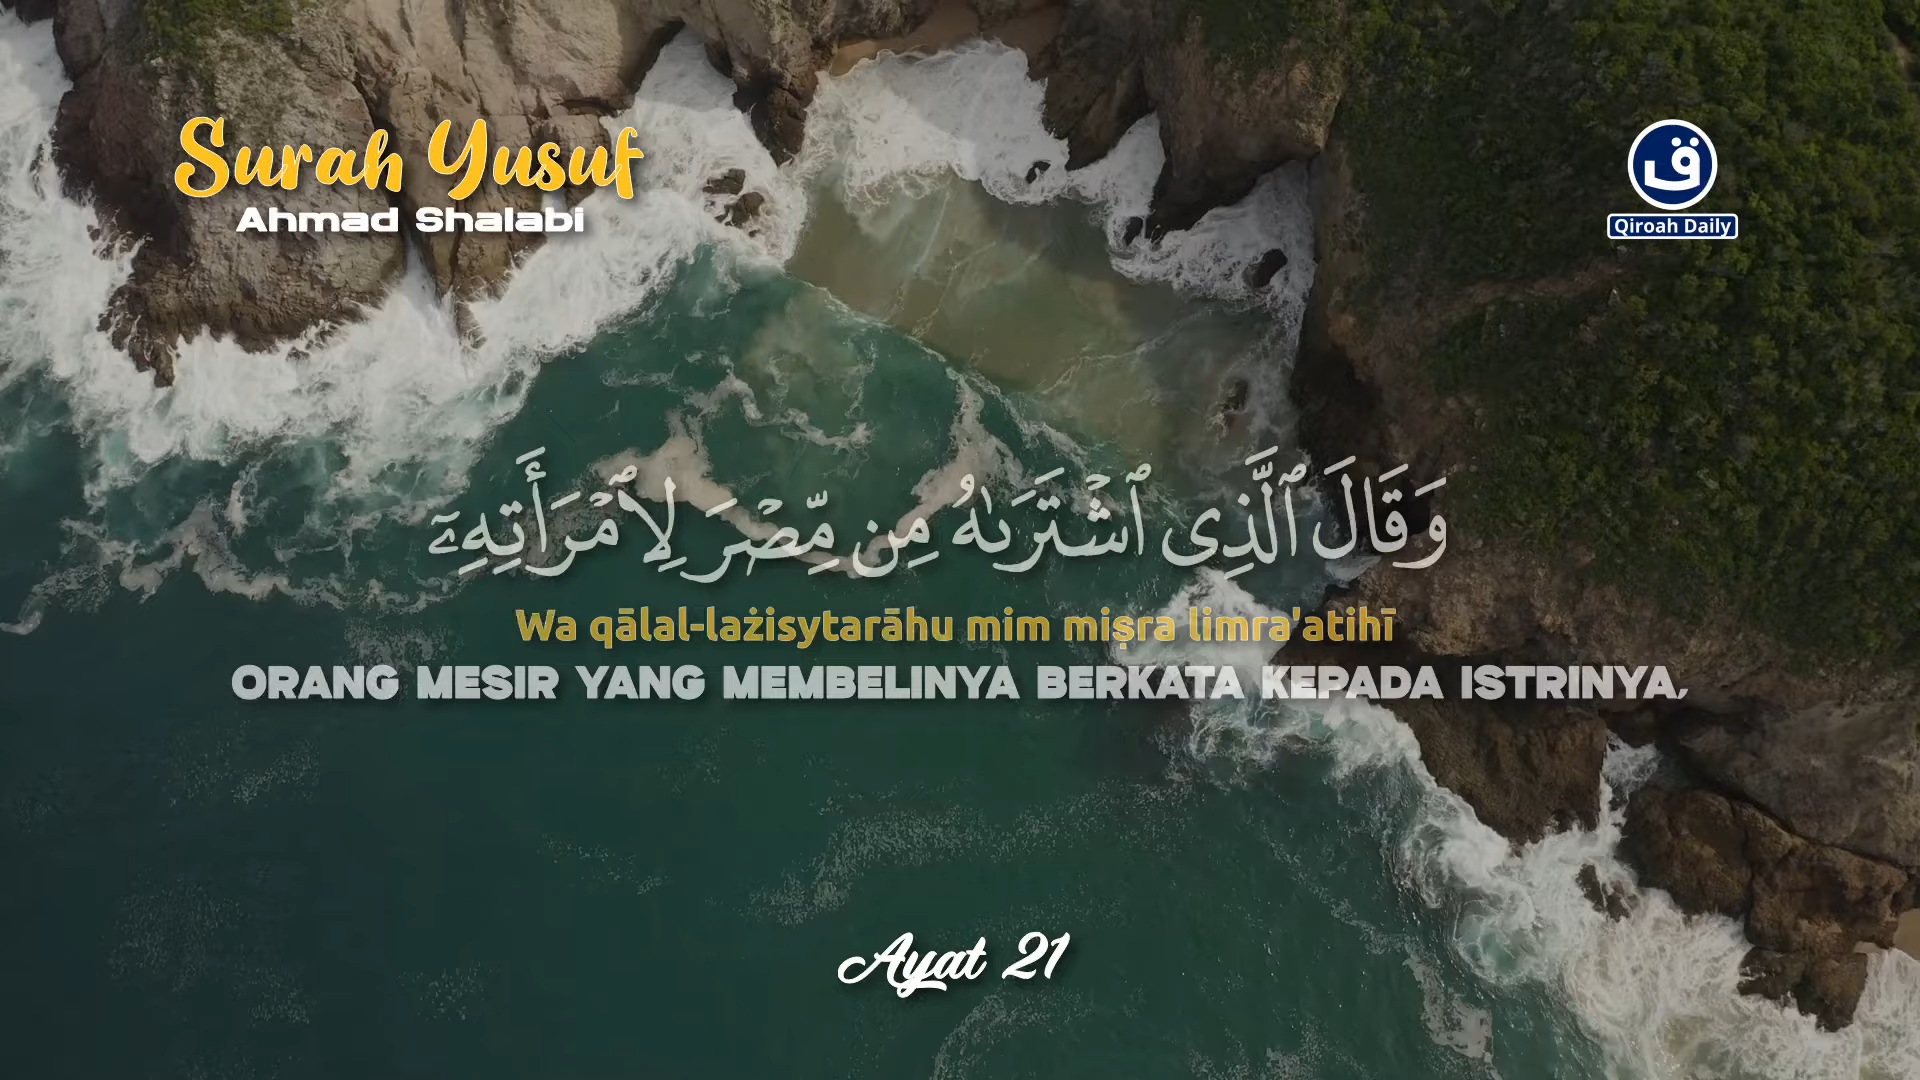 Surah Yusuf
Ahmad Shalabi
ق
Qiroah Daily
وَقَالَ ٱلَّذِى ٱشْتَرَىٰهُ مِن مِّصْرَ لِٱمْرَأَتِهِۦٓ
Wa qālal-lażisytarāhu mim miṣra limra'atihī
ORANG MESIR YANG MEMBELINYA BERKATA KEPADA ISTRINYA,
Ayat 21